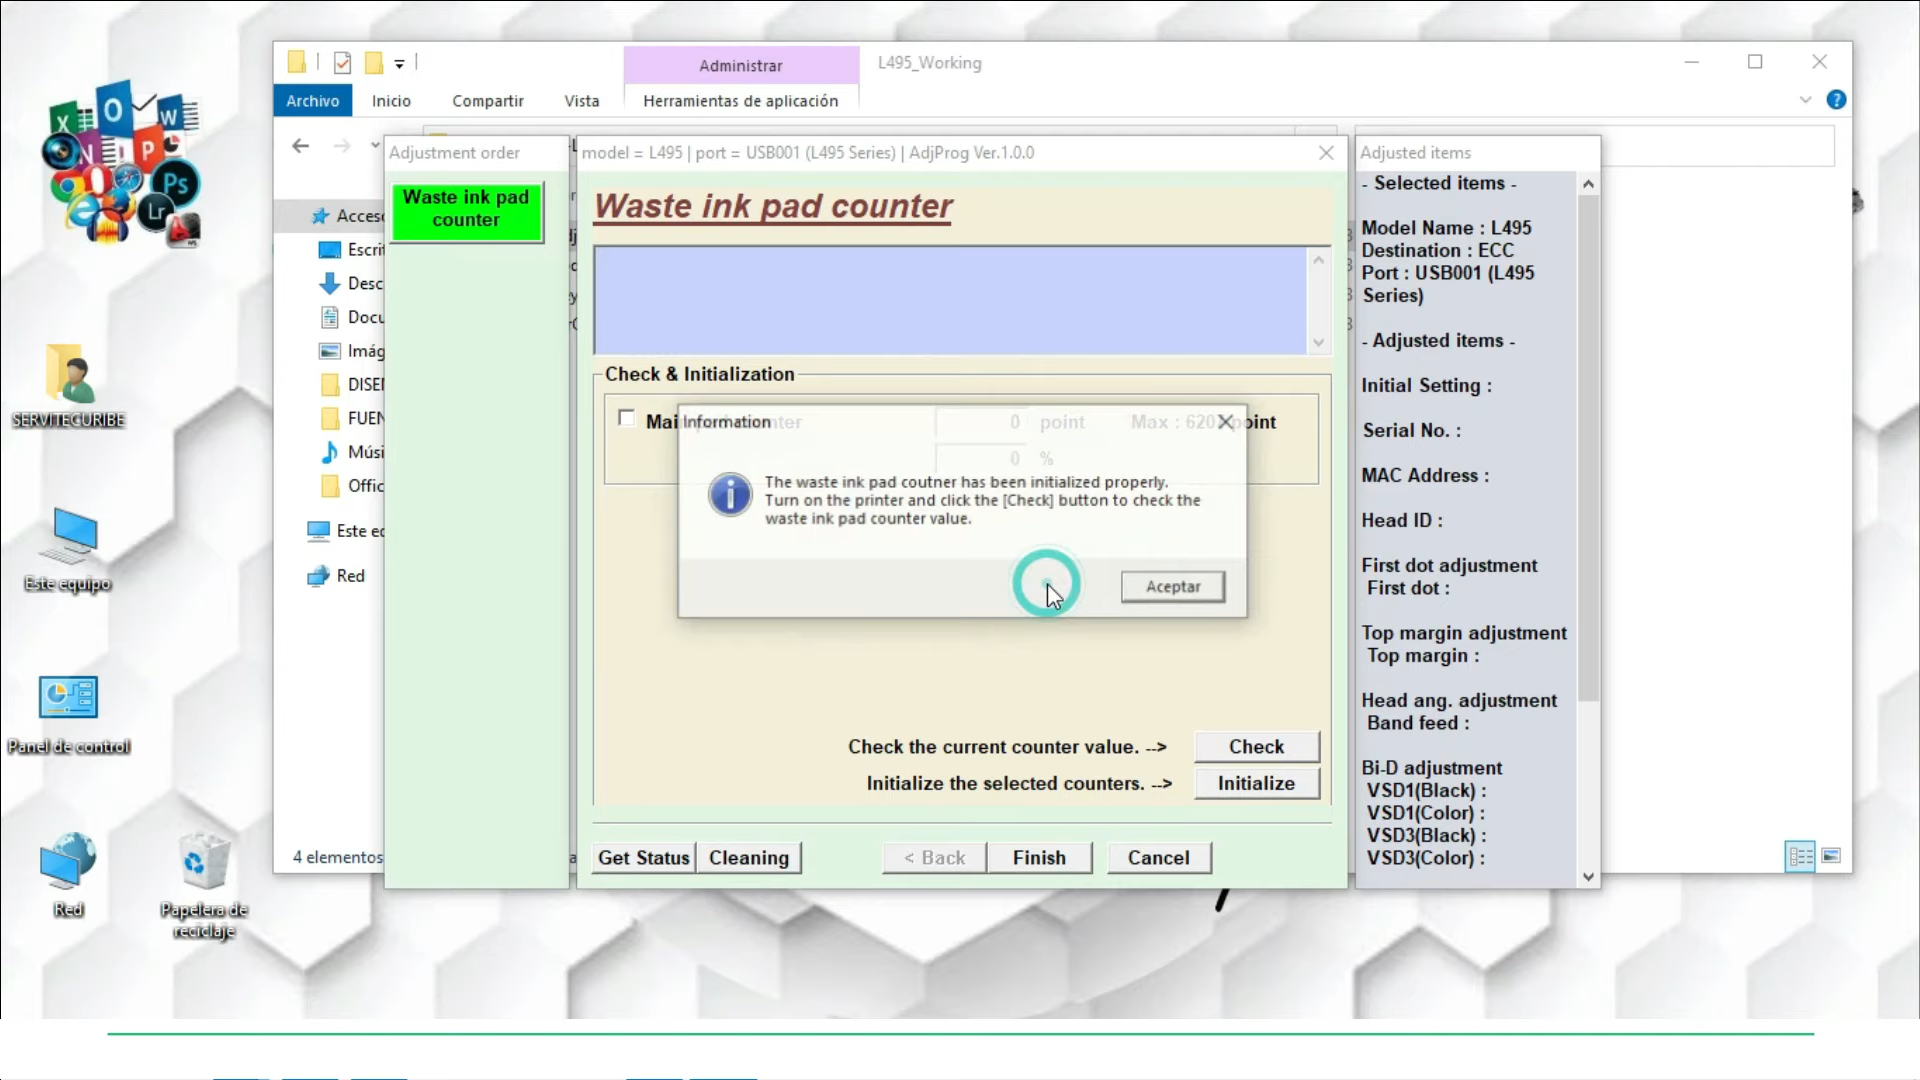 Administrar
L495_Working
Archivo
Inicio
Compartir
Vista
Herramientas de aplicación
Adjustment order
Waste ink pad
counter
model = L495 | port = USB001 (L495 Series) | AdjProg Ver.1.0.0
Waste ink pad counter
Check & Initialization
point
Max : 620
point
0
0
%
Information
The waste ink pad coutner has been initialized properly.
Turn on the printer and click the [Check] button to check the
waste ink pad counter value.
Aceptar
Check the current counter value. -->
Check
Initialize the selected counters. -->
Initialize
Get Status
Cleaning
< Back
Finish
Cancel
Adjusted items
- Selected items -
Model Name : L495
Destination : ECC
Port : USB001 (L495
Series)
- Adjusted items -
Initial Setting :
Serial No. :
MAC Address :
Head ID :
First dot adjustment
First dot :
Top margin adjustment
Top margin :
Head ang. adjustment
Band feed :
Bi-D adjustment
VSD1(Black) :
VSD1(Color) :
VSD3(Black) :
VSD3(Color) :
Acces
Escrit
Desc
Docu
Imág
DISEN
FUEN
Músi
Offic
Este ec
Red
4 elementos
SERVITECURIBE
Este equipo
Panel de control
Red
Papelera de
reciclaje
Ps
Lr